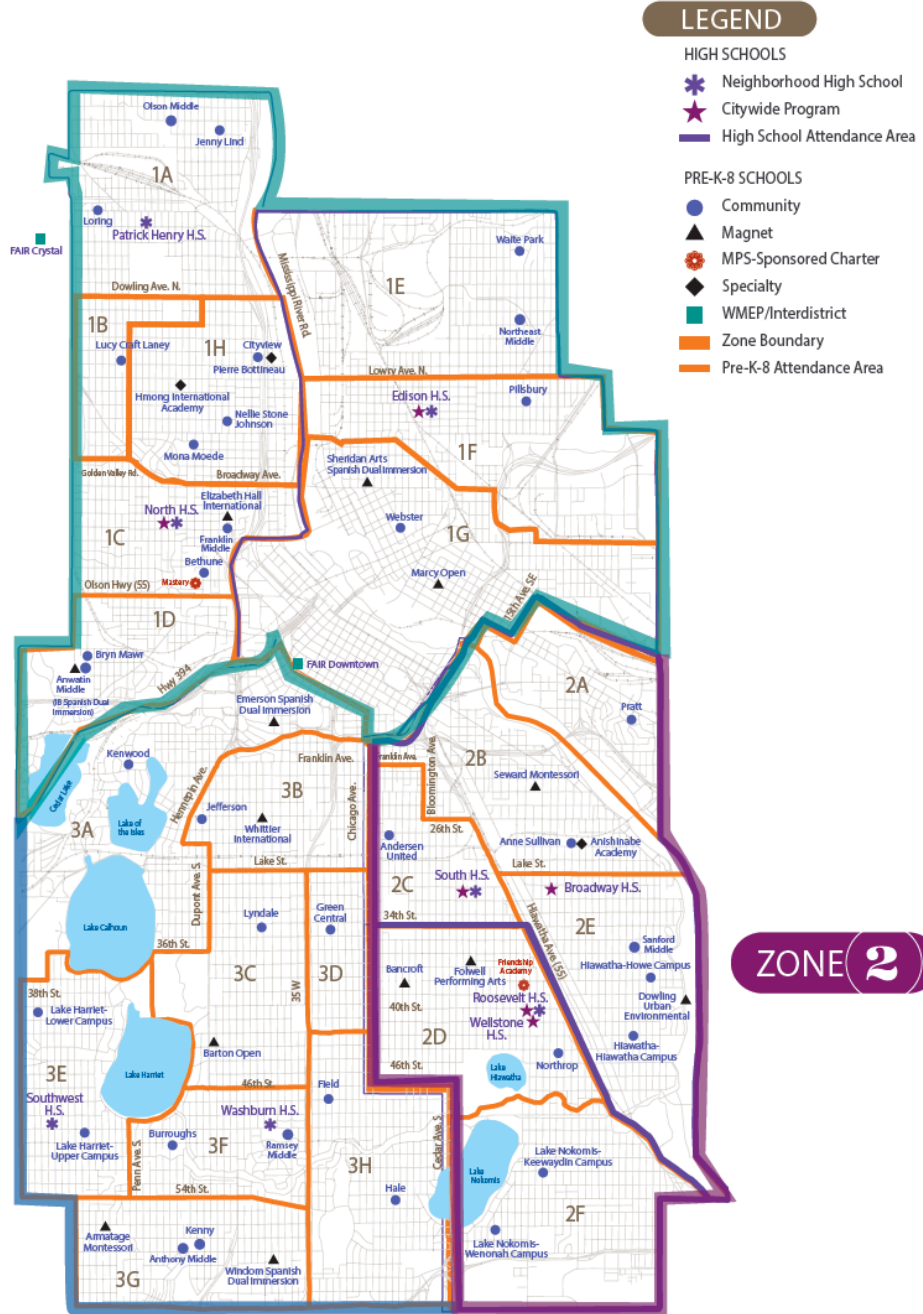 LEGEND
HIGH SCHOOLS
Neighborhood High School
Citywide Program
High School Attendance Area
PRE-K-8 SCHOOLS
Community
Magnet
MPS-Sponsored Charter
Specialty
WMEP/Interdistrict
Zone Boundary
Pre-K-8 Attendance Area
Olson Middle
Jenny Lind
1A
Loring
Patrick Henry H.S.
FAIR Crystal
Mississippi River Rd.
Waite Park
1E
Dowling Ave. N.
1B
1H
Lucy Craft Laney
Cityview
Pierre Bottineau
Northeast
Middle
Lowry Ave. N.
Hmong International
Academy
Edison H.S.
Pillsbury
Nellie Stone
Johnson
Mona Moede
1F
Sheridan Arts
Spanish Dual Immersion
Golden Valley Rd.
Broadway Ave.
Elizabeth Hall
International
North H.S.
Webster
1G
1C
Franklin
Middle
Bethune
Mastery
Marcy Open
Olson Hwy (55)
15th Ave. SE
1D
Bryn Mawr
Anwatin
Middle
(IB Spanish Dual
Immersion)
Hwy 394
FAIR Downtown
2A
Emerson Spanish
Dual Immersion
Pratt
Kenwood
Cedar Lake
Lake of
the Isles
Hennepin Ave.
Franklin Ave.
Franklin Ave.
2B
3B
Chicago Ave.
Bloomington Ave.
Seward Montessori
Jefferson
3A
Whittier
International
26th St.
Andersen
United
Anne Sullivan
Anishinabe
Academy
Lake St.
Lake St.
Dupont Ave. S.
2C
South H.S.
Broadway H.S.
Lake Calhoun
Lyndale
Green
Central
34th St.
Hiawatha Ave. (55)
2E
36th St.
Sanford
Middle
3C
35 W
3D
Bancroft
Folwell
Performing Arts
Friendship
Academy
Hiawatha-Howe Campus
38th St.
Lake Harriet-
Lower Campus
40th St.
Roosevelt H.S.
Wellstone
H.S.
Dowling
Urban
Environmental
2D
Barton Open
Hiawatha-
Hiawatha Campus
46th St.
Northrop
Lake
Hiawatha
3E
Lake Harriet
46th St.
Field
Southwest
H.S.
Washburn H.S.
Burroughs
3F
Ramsey
Middle
Lake Harriet-
Upper Campus
Penn Ave. S.
3H
Cedar Ave. S
Lake
Nokomis
Lake Nokomis-
Keewaydin Campus
54th St.
Hale
2F
Armatage
Montessori
Kenny
Anthony Middle
Lake Nokomis-
Wenonah Campus
3G
Windom Spanish
Dual Immersion
ZONE 2